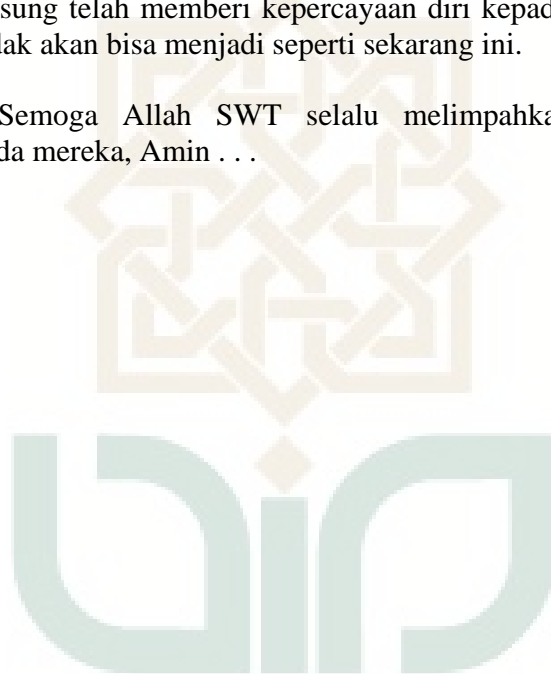 sung telah memberi kepercayaan diri kepad
lak akan bisa menjadi seperti sekarang ini.
Semoga Allah SWT selalu melimpahka
da mereka, Amin . . .